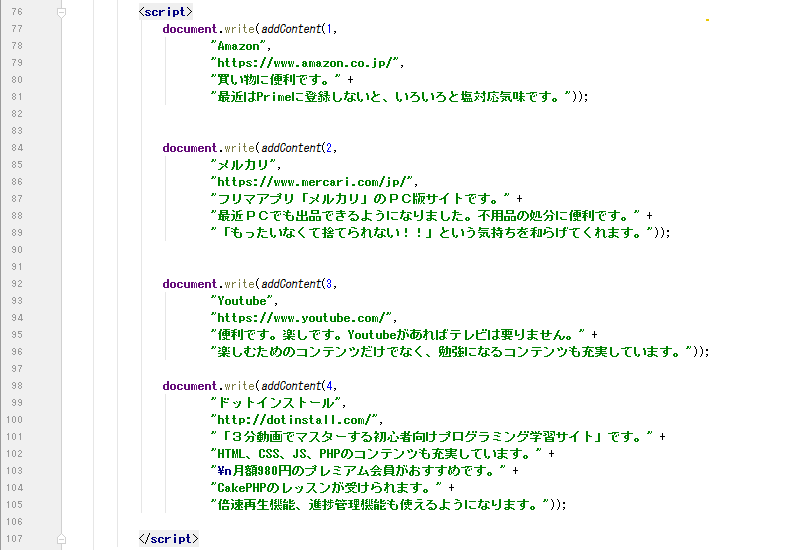 76 <script>
77 document.write(addContent(1,
78 "Amazon",
79 "https://www.amazon.co.jp/",
80 "買い物に便利です。" +
81 "最近はPrimeに登録しないと、いろいろと塩対応気味です。"));
82
83
84 document.write(addContent(2,
85 "メルカリ",
86 "https://www.mercari.com/jp/",
87 "フリマアプリ「メルカリ」のＰＣ版サイトです。" +
88 "最近ＰＣでも出品できるようになりました。不用品の処分に便利です。" +
89 "「もったいなくて捨てられない！！」という気持ちを和らげてくれます。"));
90
91
92 document.write(addContent(3,
93 "Youtube",
94 "https://www.youtube.com/",
95 "便利です。楽しです。Youtubeがあればテレビは要りません。" +
96 "楽しむためのコンテンツだけでなく、勉強になるコンテンツも充実しています。"));
97
98 document.write(addContent(4,
99 "ドットインストール",
100 "http://dotinstall.com/",
101 "「３分動画でマスターする初心者向けプログラミング学習サイト」です。" +
102 "HTML、CSS、JS、PHPのコンテンツも充実しています。" +
103 "¥n月額980円のプレミアム会員がおすすめです。" +
104 "CakePHPのレッスンが受けられます。" +
105 "倍速再生機能、進捗管理機能も使えるようになります。"));
106
107 </script>